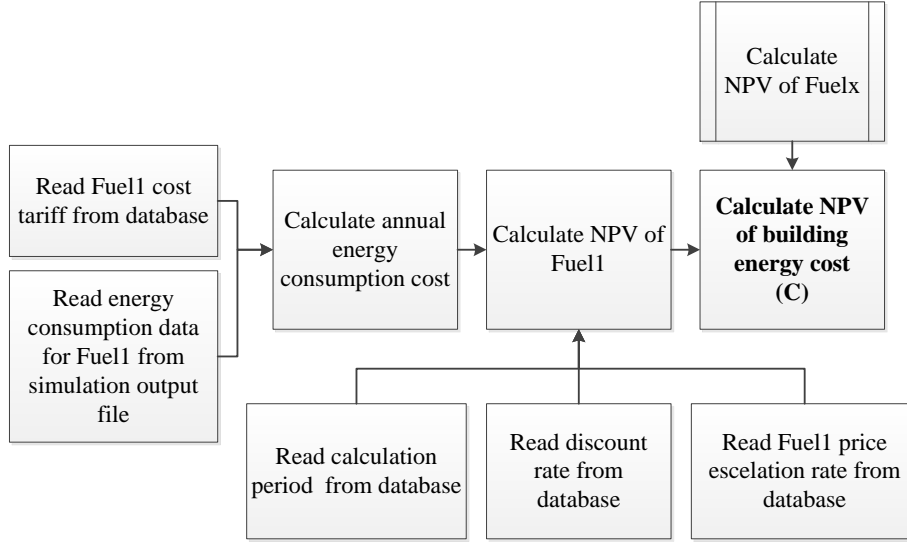 Calculate
NPV of Fuelx
Read Fuel1 cost
tariff from database
Calculate annual
energy
consumption cost
Calculate NPV of
Fuel1
Calculate NPV
of building
energy cost
(C)
Read energy
consumption data
for Fuel1 from
simulation output
file
Read calculation
period from database
Read discount
rate from
database
Read Fuel1 price
escelation rate from
database